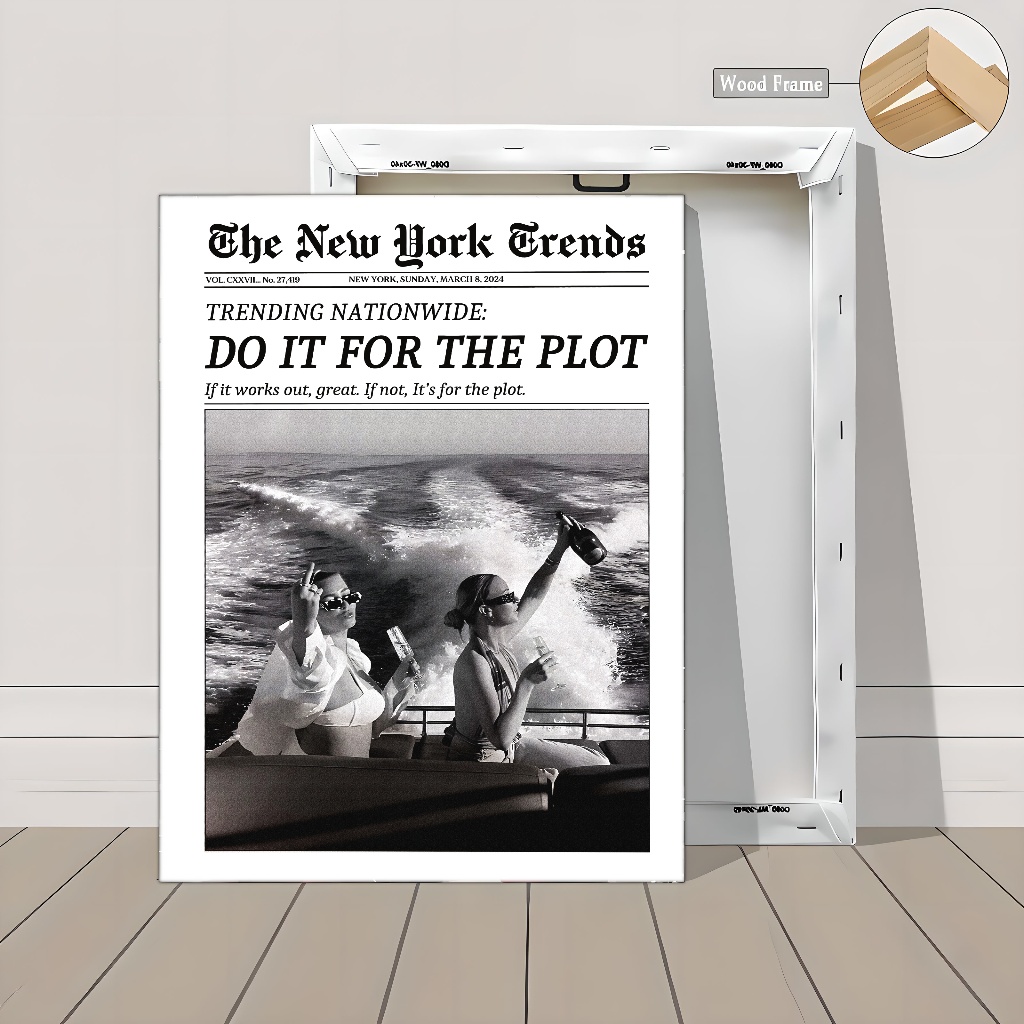 Wood Frame
The New York Trends
VOL. CXXVII... No. 27,419
NEW YORK, SUNDAY, MARCH 8, 2024
TRENDING NATIONWIDE:
DO IT FOR THE PLOT
If it works out, great. If not, It's for the plot.